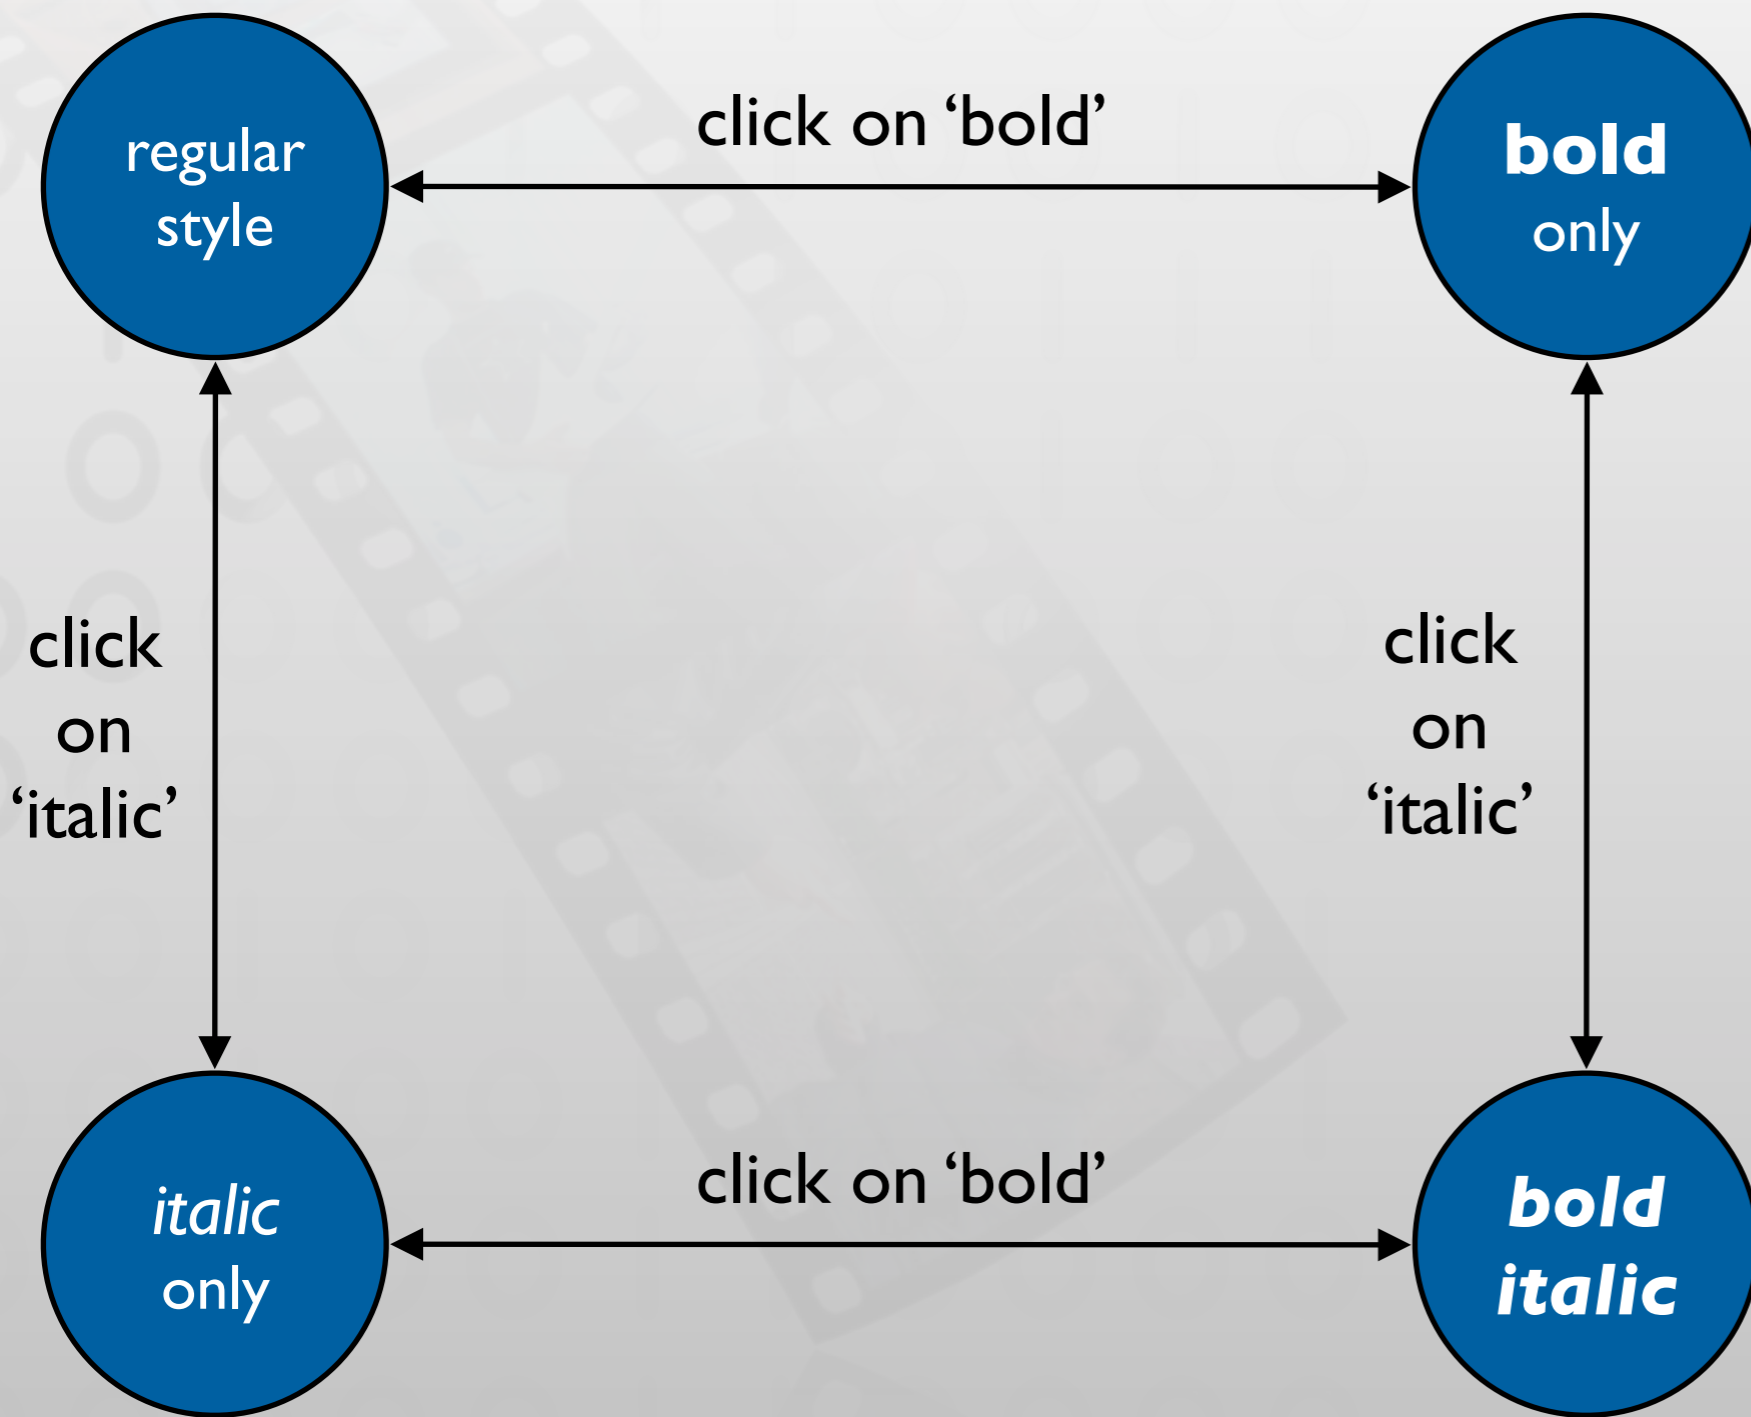 regular
style
click on ‘bold’
bold
only
click
on
‘italic’
click
on
‘italic’
italic
only
click on ‘bold’
bold
italic